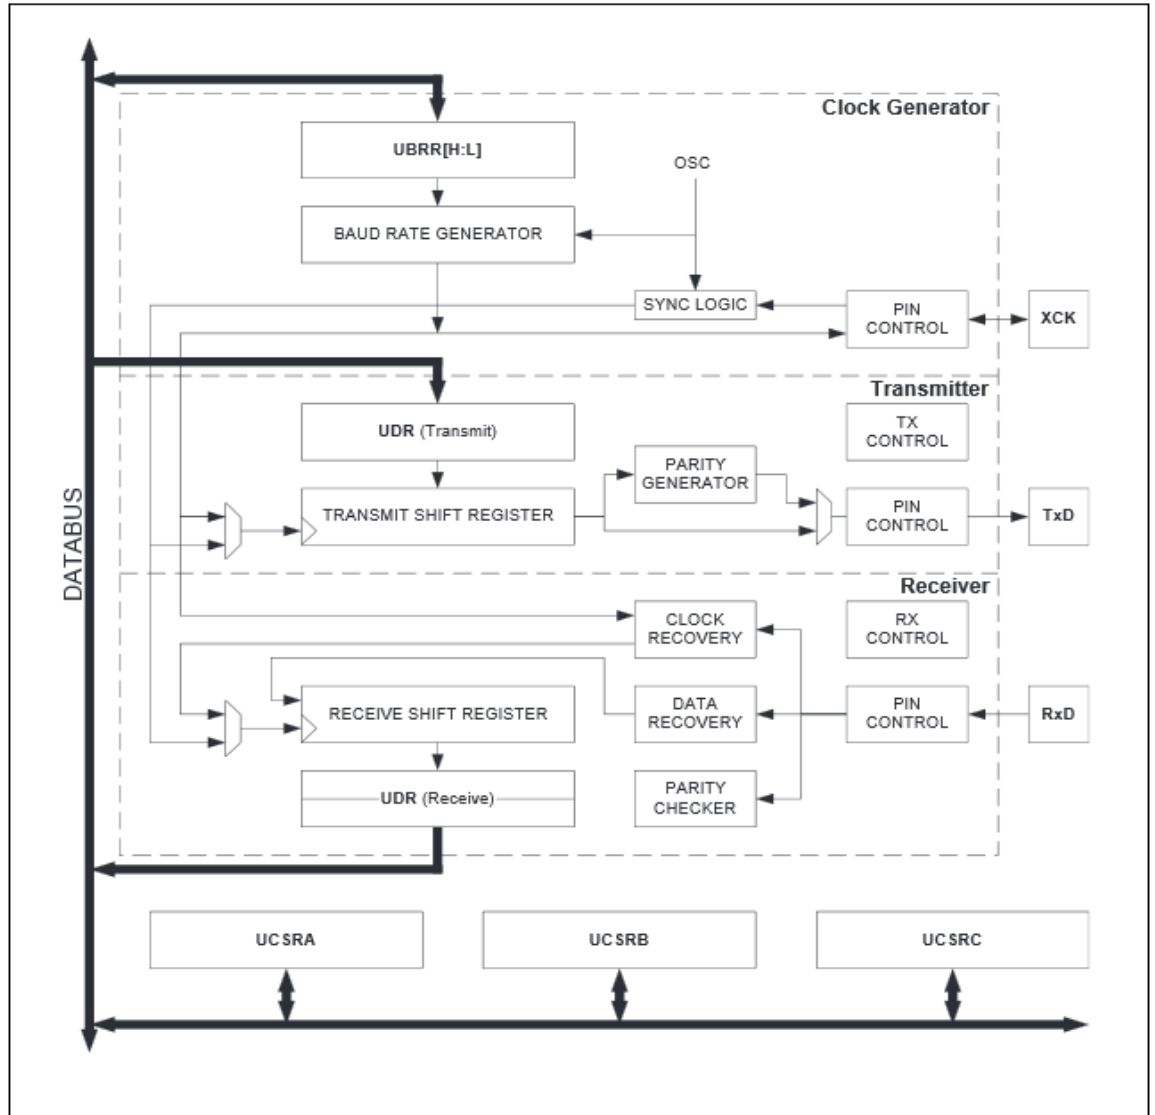 Clock Generator
UBRR[H:L]
OSC
BAUD RATE GENERATOR
SYNC LOGIC
PIN
CONTROL
XCK
Transmitter
UDR (Transmit)
TX
CONTROL
PARITY
GENERATOR
TRANSMIT SHIFT REGISTER
PIN
CONTROL
TxD
DATABUS
Receiver
CLOCK
RECOVERY
RX
CONTROL
RECEIVE SHIFT REGISTER
DATA
RECOVERY
PIN
CONTROL
RxD
UDR (Receive)
PARITY
CHECKER
UCSRA
UCSRB
UCSRC